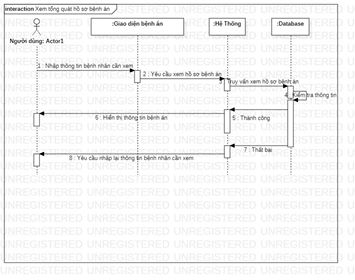 interaction Xem tổng quát hồ sơ bệnh án
Người dùng: Actor1
:Giao diện bệnh án
:Hệ Thống
:Database
1 : Nhập thông tin bệnh nhân cần xem
2 : Yêu cầu xem hồ sơ bệnh án
3 : Truy vấn xem hồ sơ bệnh án
4 : Kiểm tra thông tin
5 : Thành công
6 : Hiển thị thông tin bệnh án
7 : Thất bại
8 : Yêu cầu nhập lại thông tin bệnh nhân cần xem
UNREGISTERED